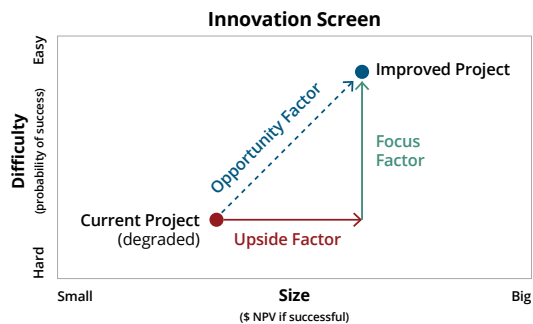 Innovation Screen
Easy
Improved Project
Opportunity Factor
Focus
Factor
Difficulty
(probability of success)
Current Project
(degraded)
Upside Factor
Hard
Small
Size
Big
($ NPV if successful)